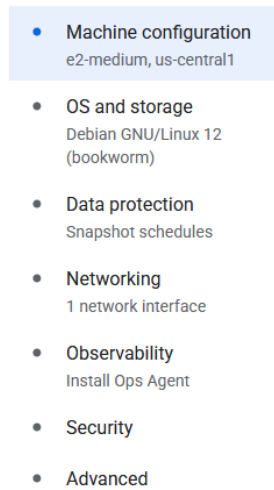 Machine configuration
e2-medium, us-central1
OS and storage
Debian GNU/Linux 12
(bookworm)
Data protection
Snapshot schedules
Networking
1 network interface
Observability
Install Ops Agent
Security
Advanced